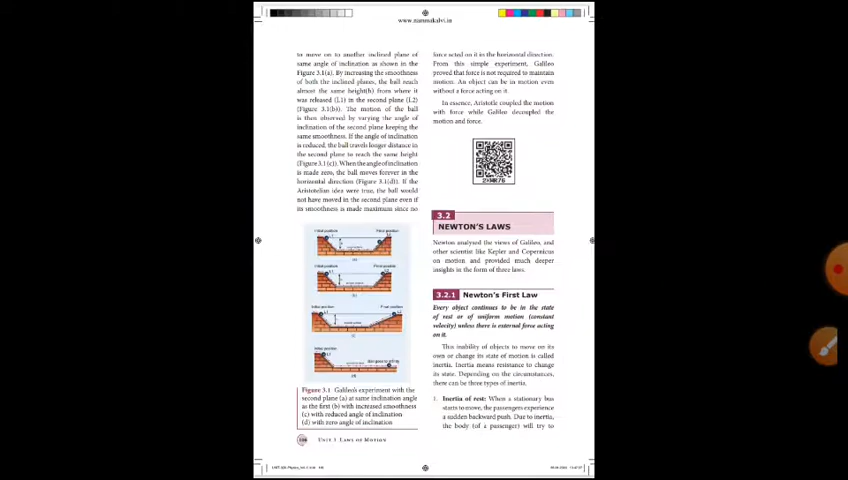 www.nammakalvi.in
to move on to another inclined plane of
same angle of inclination as shown in the
Figure 3.1(a). By increasing the smoothness
of both the inclined planes, the ball reach
almost the same height(h) from where it
was released (L1) in the second plane (L2)
(Figure 3.1(b)). The motion of the ball
is then observed by varying the angle of
inclination of the second plane keeping the
same smoothness. If the angle of inclination
is reduced, the ball travels longer distance in
the second plane to reach the same height
(Figure 3.1 (c)). When the angle of inclination
is made zero, the ball moves forever in the
horizontal direction (Figure 3.1(d)). If the
Aristotelian idea were true, the ball would
not have moved in the second plane even if
its smoothness is made maximum since no
Initial position
Final position
(a)
Initial position
Final position
(b)
Initial position
Final position
(c)
Initial position
(d)
Figure 3.1 Galileo's experiment with the
second plane (a) at same inclination angle
as the first (b) with increased smoothness
(c) with reduced angle of inclination
(d) with zero angle of inclination
UNIT 3 LAWS OF MOTION
force acted on it in the horizontal direction.
From this simple experiment, Galileo
proved that force is not required to maintain
motion. An object can be in motion even
without a force acting on it.
In essence, Aristotle coupled the motion
with force while Galileo decoupled the
motion and force.
3.2
NEWTON'S LAWS
Newton analysed the views of Galileo, and
other scientist like Kepler and Copernicus
on motion and provided much deeper
insights in the form of three laws.
3.2.1 Newton's First Law
Every object continues to be in the state
of rest or of uniform motion (constant
velocity) unless there is external force acting
on it.
This inability of objects to move on its
own or change its state of motion is called
inertia. Inertia means resistance to change
its state. Depending on the circumstances,
there can be three types of inertia.
1. Inertia of rest: When a stationary bus
starts to move, the passengers experience
a sudden backward push. Due to inertia,
the body (of a passenger) will try to